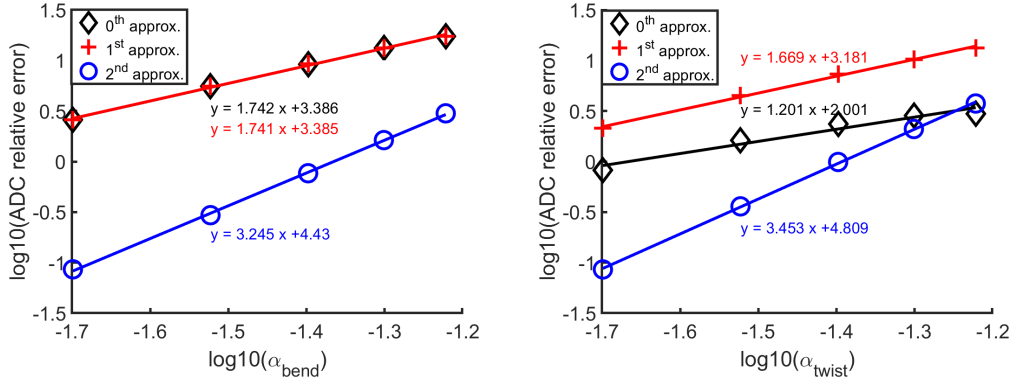 0th approx.
1st approx.
2nd approx.
y = 1.742 x +3.386
y = 1.741 x +3.385
y = 3.245 x +4.43
1.5
1
0.5
0
-0.5
-1
-1.5
-1.7
-1.6
-1.5
-1.4
-1.3
-1.2
log10(ADC relative error)
log10(αbend)
0th approx.
1st approx.
2nd approx.
y = 1.669 x +3.181
y = 1.201 x +2.001
y = 3.453 x +4.809
1.5
1
0.5
0
-0.5
-1
-1.5
-1.7
-1.6
-1.5
-1.4
-1.3
-1.2
log10(ADC relative error)
log10(αtwist)